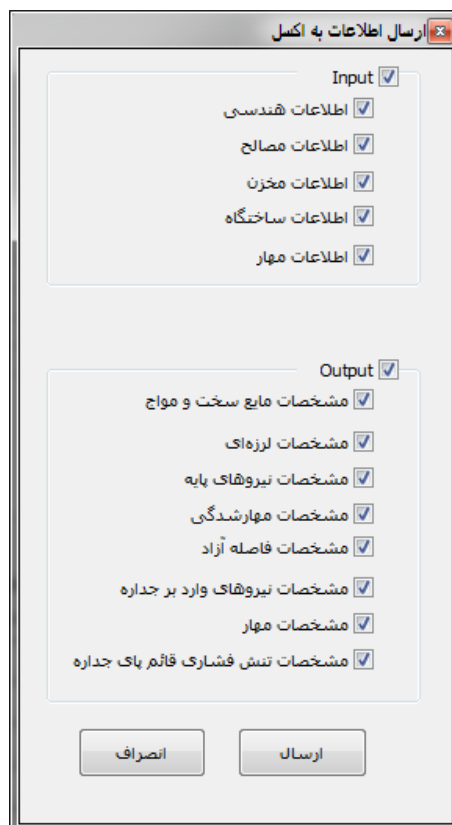 ارسال اطلاعات به اکسل
Input
اطلاعات هندسی
اطلاعات مصالح
اطلاعات مخزن
اطلاعات ساختگاه
اطلاعات مهار
Output
مشخصات مایع سخت و مواج
مشخصات لرزه‌ای
مشخصات نیروهای پایه
مشخصات مهارشدگی
مشخصات فاصله آزاد
مشخصات نیروهای وارد بر جداره
مشخصات مهار
مشخصات تنش فشاری قائم پای جداره
ارسال
انصراف